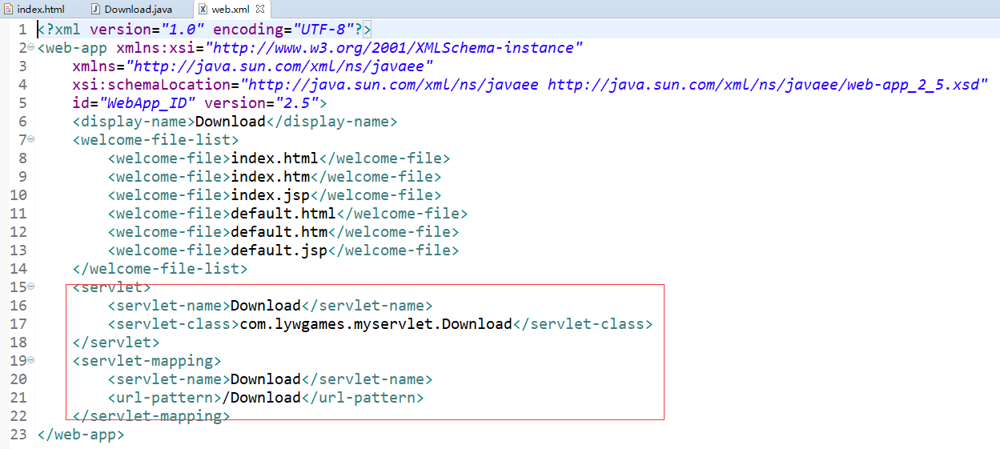 index.html Download.java web.xml
1 <?xml version="1.0" encoding="UTF-8"?>
2 <web-app xmlns:xsi="http://www.w3.org/2001/XMLSchema-instance"
3 xmlns="http://java.sun.com/xml/ns/javaee"
4 xsi:schemaLocation="http://java.sun.com/xml/ns/javaee http://java.sun.com/xml/ns/javaee/web-app_2_5.xsd"
5 id="WebApp_ID" version="2.5">
6 <display-name>Download</display-name>
7 <welcome-file-list>
8 <welcome-file>index.html</welcome-file>
9 <welcome-file>index.htm</welcome-file>
10 <welcome-file>index.jsp</welcome-file>
11 <welcome-file>default.html</welcome-file>
12 <welcome-file>default.htm</welcome-file>
13 <welcome-file>default.jsp</welcome-file>
14 </welcome-file-list>
15 <servlet>
16 <servlet-name>Download</servlet-name>
17 <servlet-class>com.lywgames.myservlet.Download</servlet-class>
18 </servlet>
19 <servlet-mapping>
20 <servlet-name>Download</servlet-name>
21 <url-pattern>/Download</url-pattern>
22 </servlet-mapping>
23 </web-app>